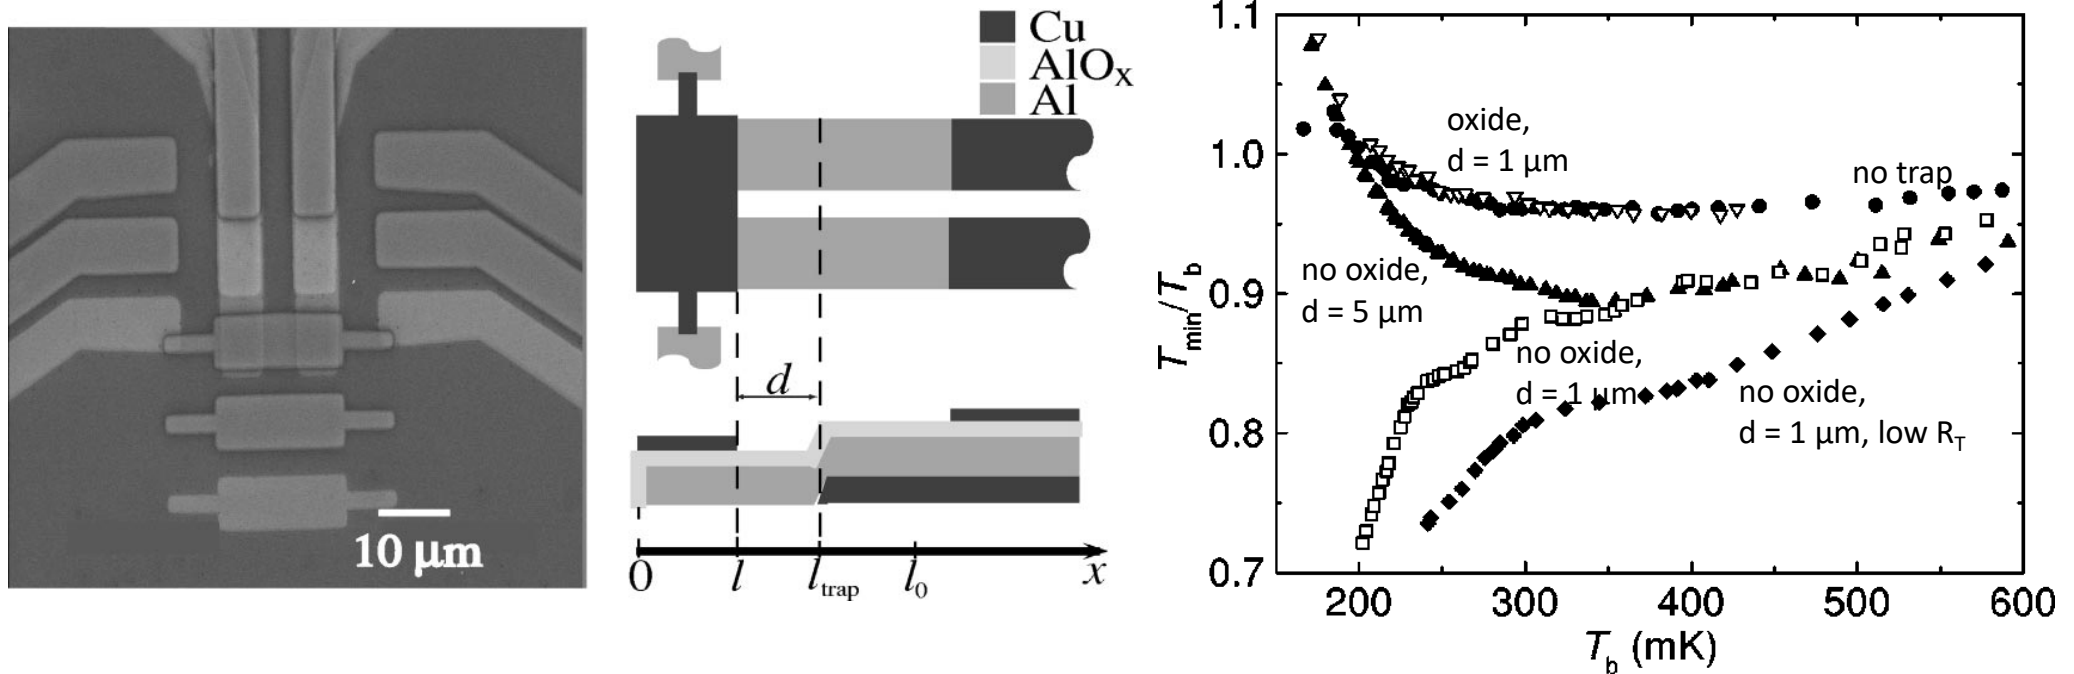 10 μm
Cu
AlOx
Al
d
0
l
ltrap
l0
x
1.1
1.0
0.9
0.8
0.7
Tmin/Tb
oxide,
d = 1 μm
no trap
no oxide,
d = 5 μm
no oxide,
d = 1 μm
no oxide,
d = 1 μm, low RT
200
300
400
500
600
Tb (mK)